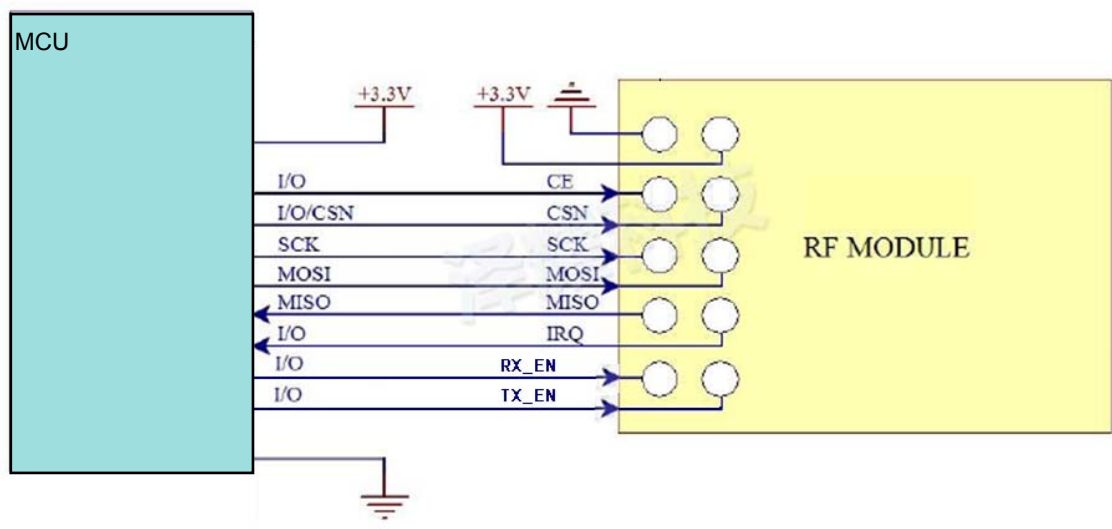 MCU
+3.3V +3.3V
I/O CE
I/O/CSN CSN
SCK SCK
MOSI MOSI
MISO MISO
I/O IRQ
I/O RX_EN
I/O TX_EN
RF MODULE